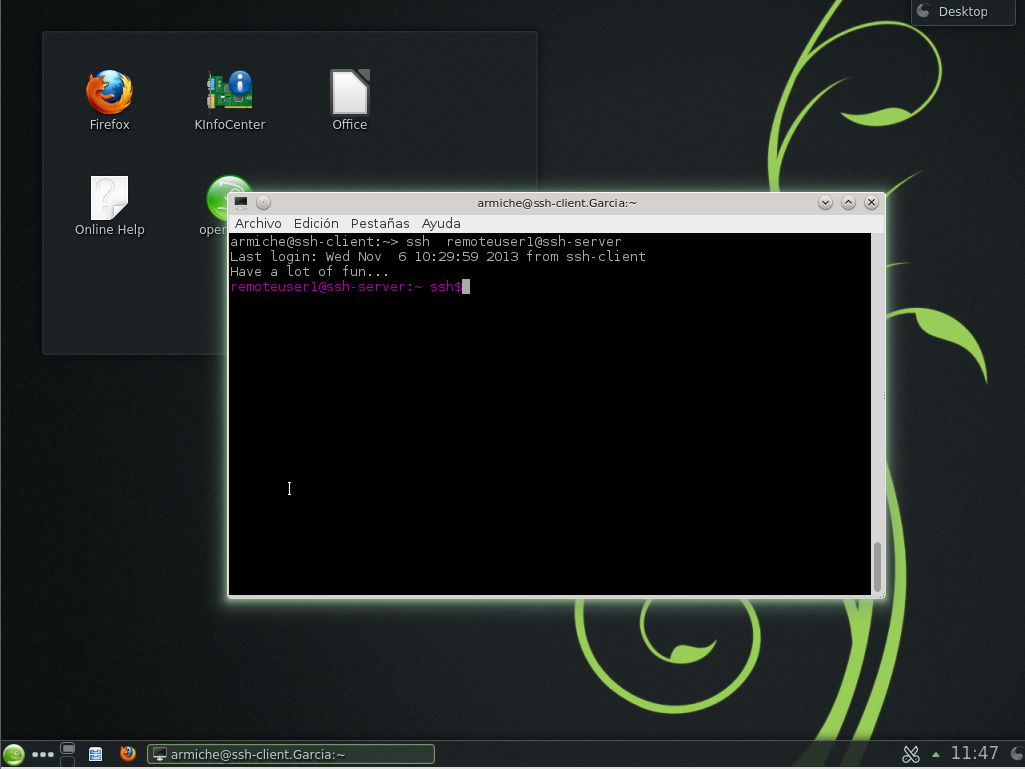 Desktop
Firefox
KInfoCenter
Office
Online Help
armiche@ssh-client.Garcia:~
Archivo Edición Pestañas Ayuda
armiche@ssh-client:~> ssh  remoteuser1@ssh-server
Last login: Wed Nov  6 10:29:59 2013 from ssh-client
Have a lot of fun...
remoteuser1@ssh-server:~ ssh$
armiche@ssh-client.Garcia:~
11:47